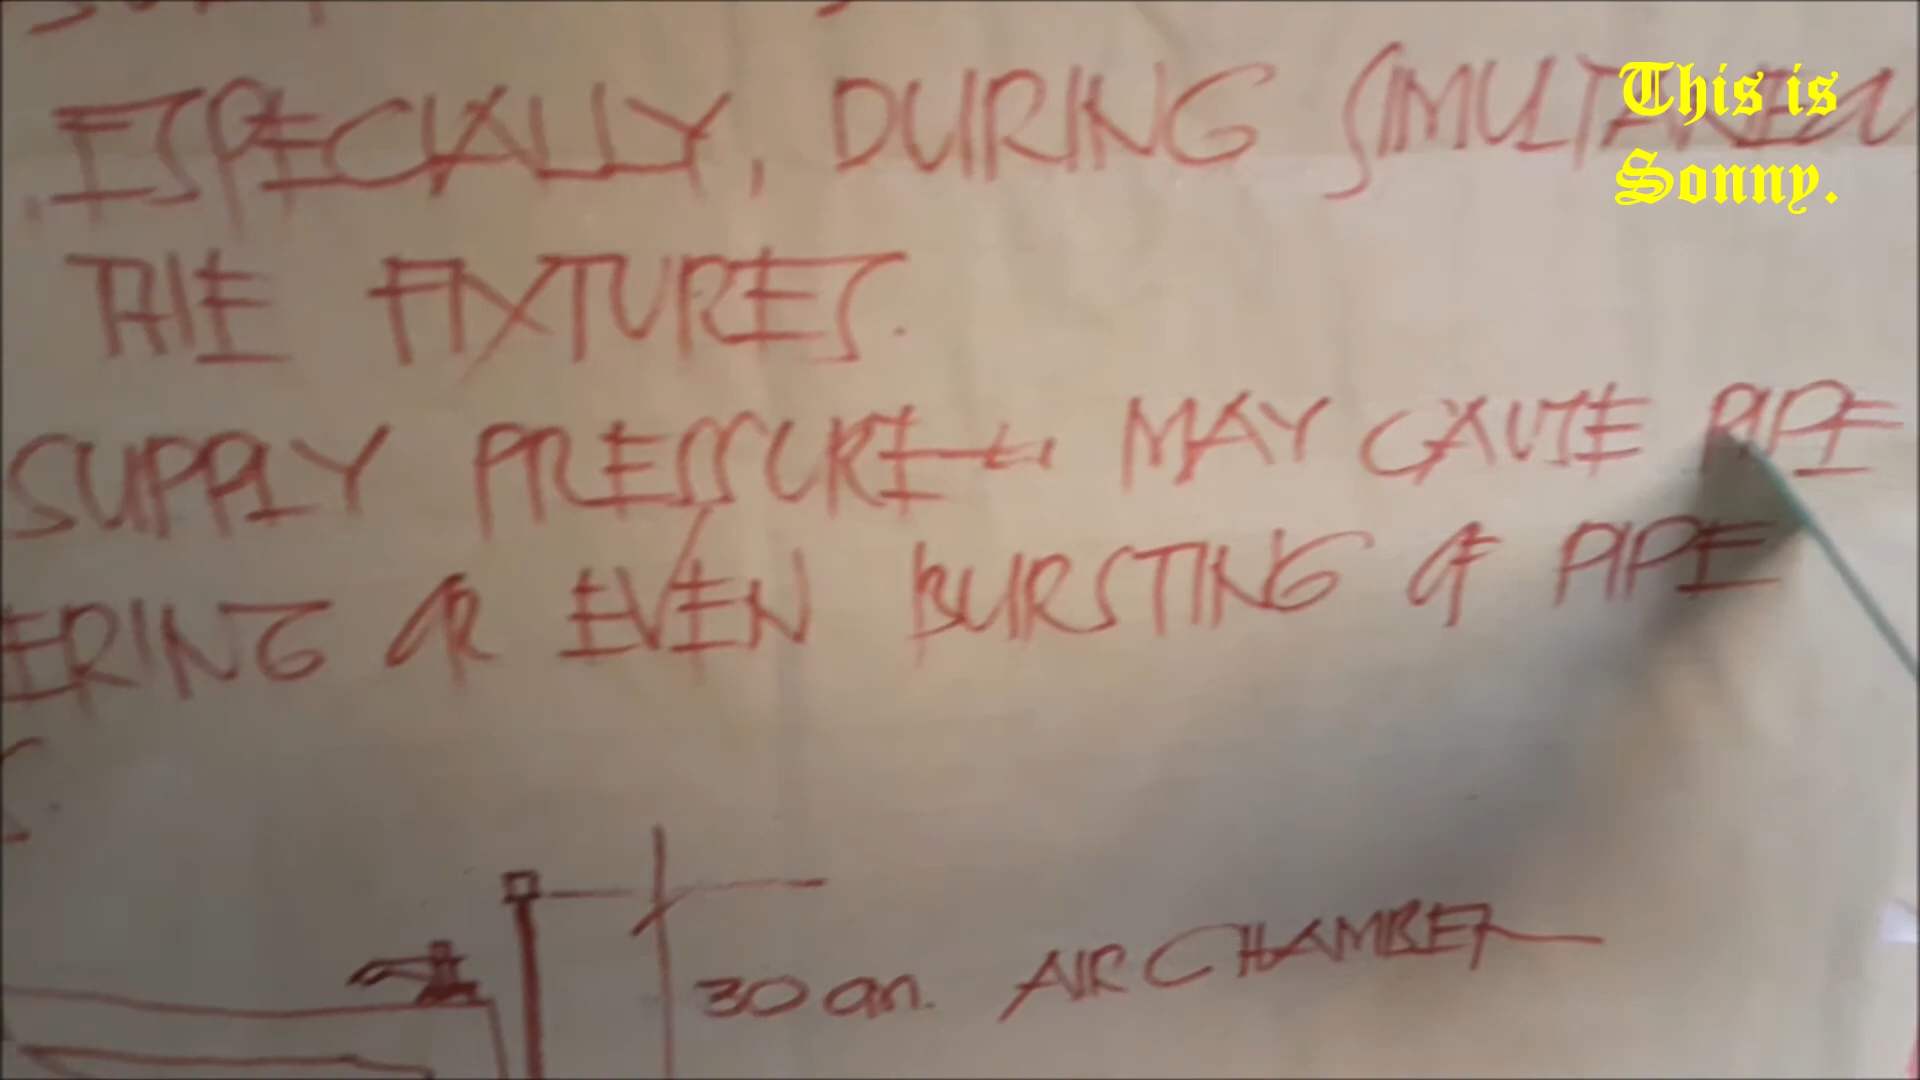 ESPECIALLY, DURING SIMULTANEOU
THE FIXTURES.
SUPPLY PRESSURE MAY CAUSE PIPE
ERING OR EVEN BURSTING OF PIPE
30 cm. AIR CHAMBER
This is
Sonny.